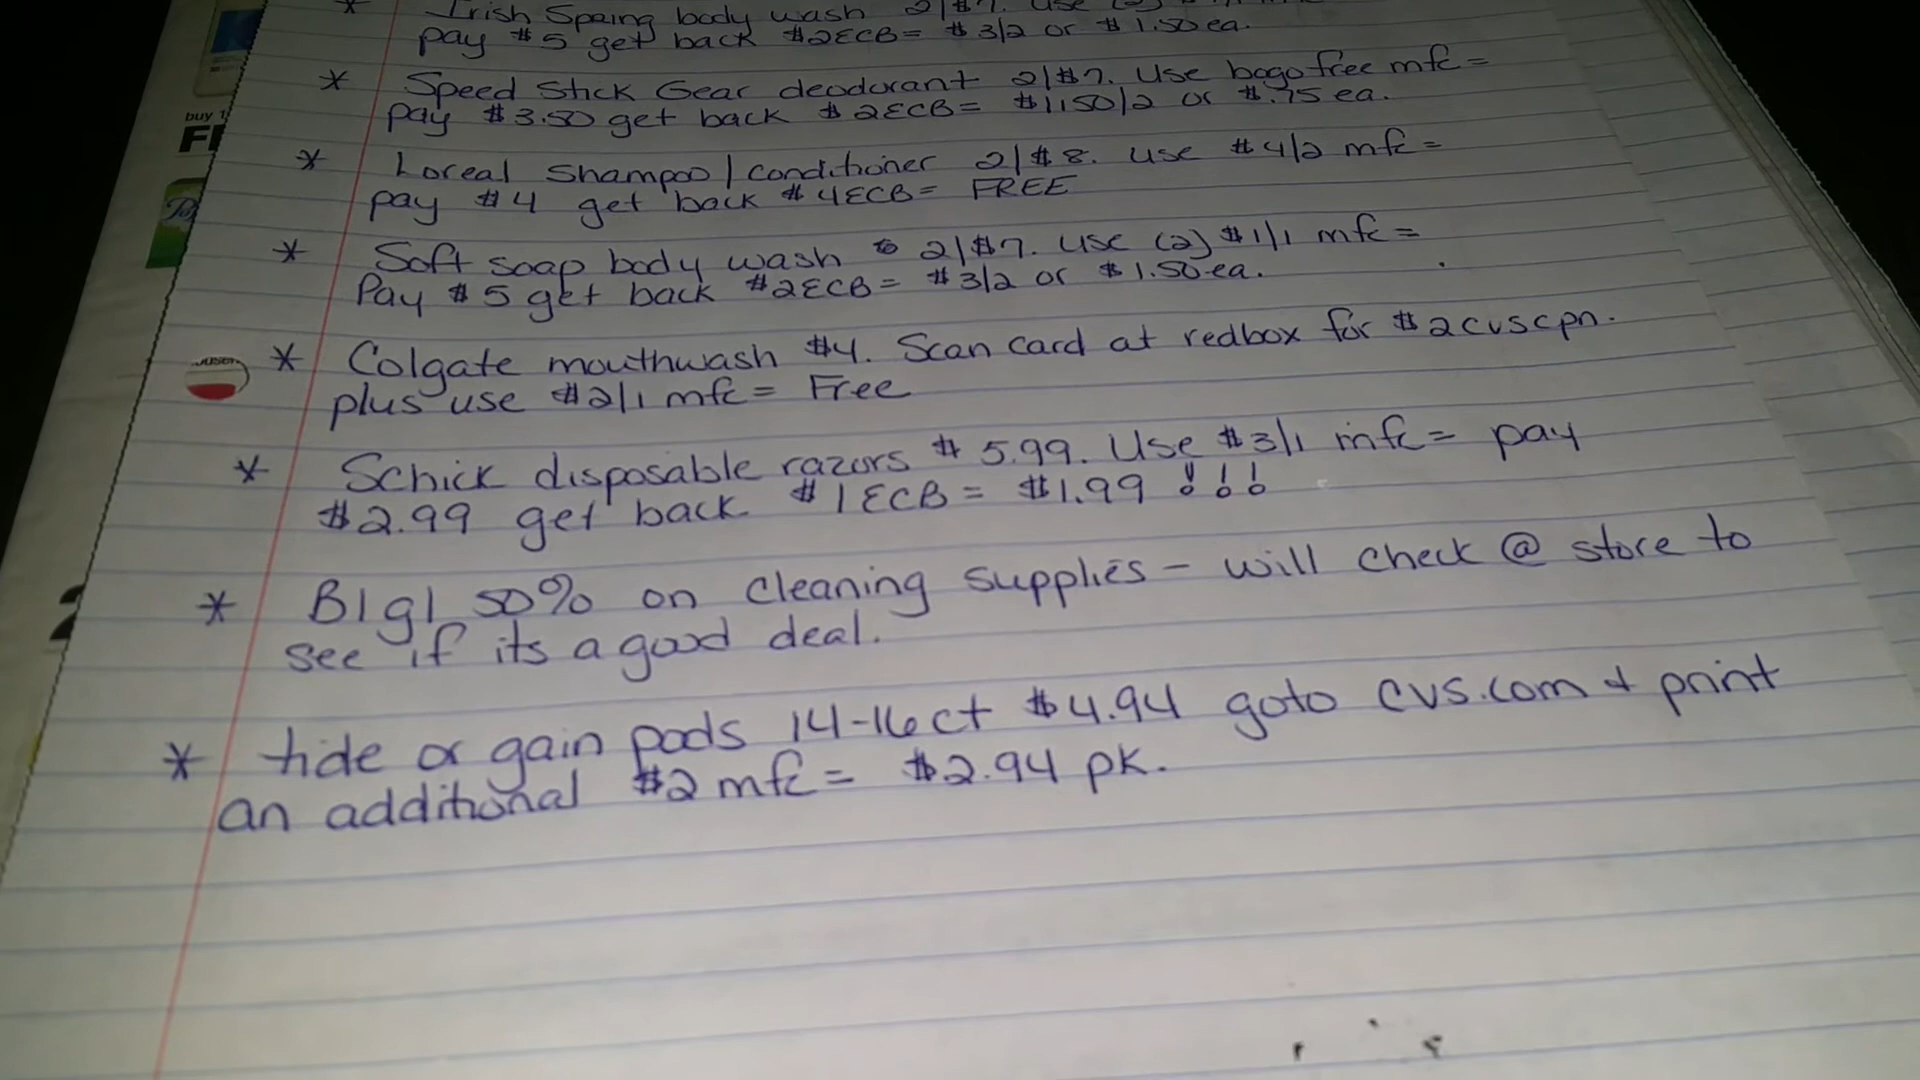 * Irish Spring body wash 2/$7. use (2)
pay $5 get back $2ECB= $3/2 or $1.50 ea.
* Speed Stick Gear deodorant 2/$7. Use bogo free mfc =
pay $3.50 get back $2ECB= $1.50/2 or $.75 ea.
* Loreal Shampoo/conditioner 2/$8. use $4/2 mfc =
pay $4 get back $4ECB= FREE
* Soft soap body wash 2/$7. use (2) $1/1 mfc =
Pay $5 get back $2ECB= $3/2 or $1.50 ea.
* Colgate mouthwash $4. Scan card at redbox for $2cvscpn.
plus use $2/1 mfc= Free
* Schick disposable razors $5.99. Use $3/1 mfc= pay
$2.99 get back $1ECB = $1.99 !!!
* B1g1 50% on cleaning supplies - will check @ store to
see if its a good deal.
* tide or gain pods 14-16ct $4.94 goto cvs.com + print
an additional $2 mfc = $2.94 pk.
buy 1